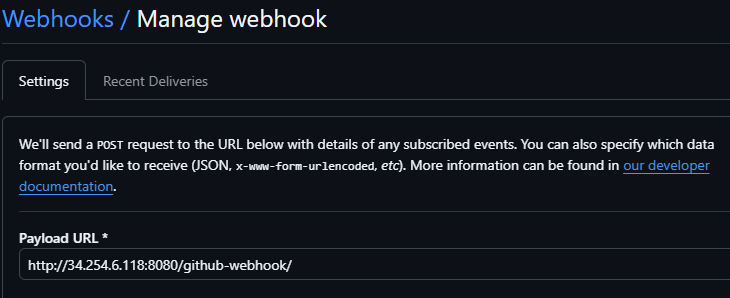 Webhooks / Manage webhook
Settings Recent Deliveries
We'll send a POST request to the URL below with details of any subscribed events. You can also specify which data
format you'd like to receive (JSON, x-www-form-urlencoded, etc). More information can be found in our developer
documentation.
Payload URL *
http://34.254.6.118:8080/github-webhook/